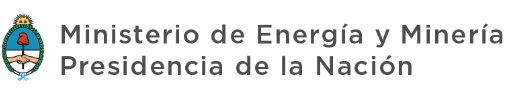 Ministerio de Energía y Minería
Presidencia de la Nación